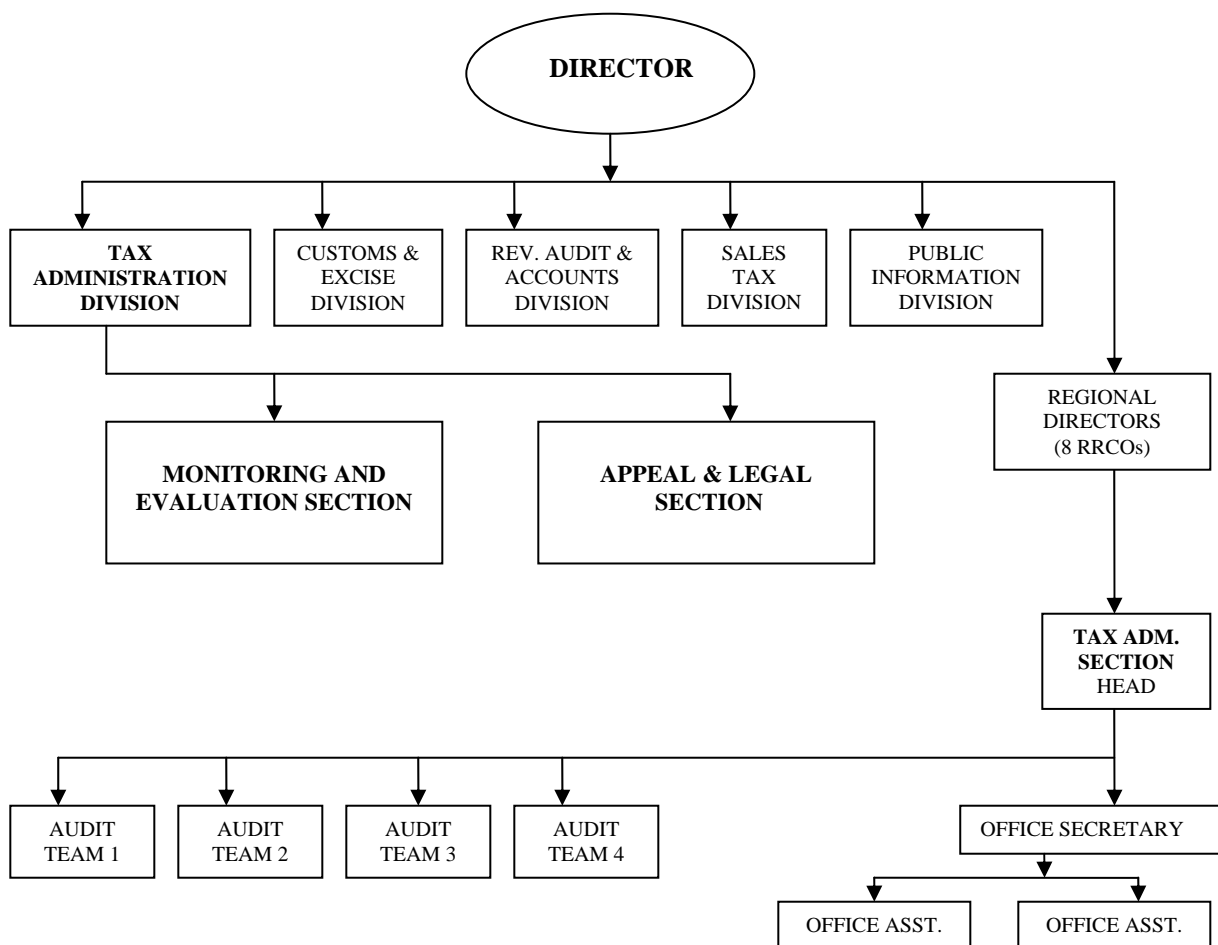 DIRECTOR
TAX
ADMINISTRATION
DIVISION
CUSTOMS &
EXCISE
DIVISION
REV. AUDIT &
ACCOUNTS
DIVISION
SALES
TAX
DIVISION
PUBLIC
INFORMATION
DIVISION
MONITORING AND
EVALUATION SECTION
APPEAL & LEGAL
SECTION
REGIONAL
DIRECTORS
(8 RRCOs)
TAX ADM.
SECTION
HEAD
AUDIT
TEAM 1
AUDIT
TEAM 2
AUDIT
TEAM 3
AUDIT
TEAM 4
OFFICE SECRETARY
OFFICE ASST.
OFFICE ASST.